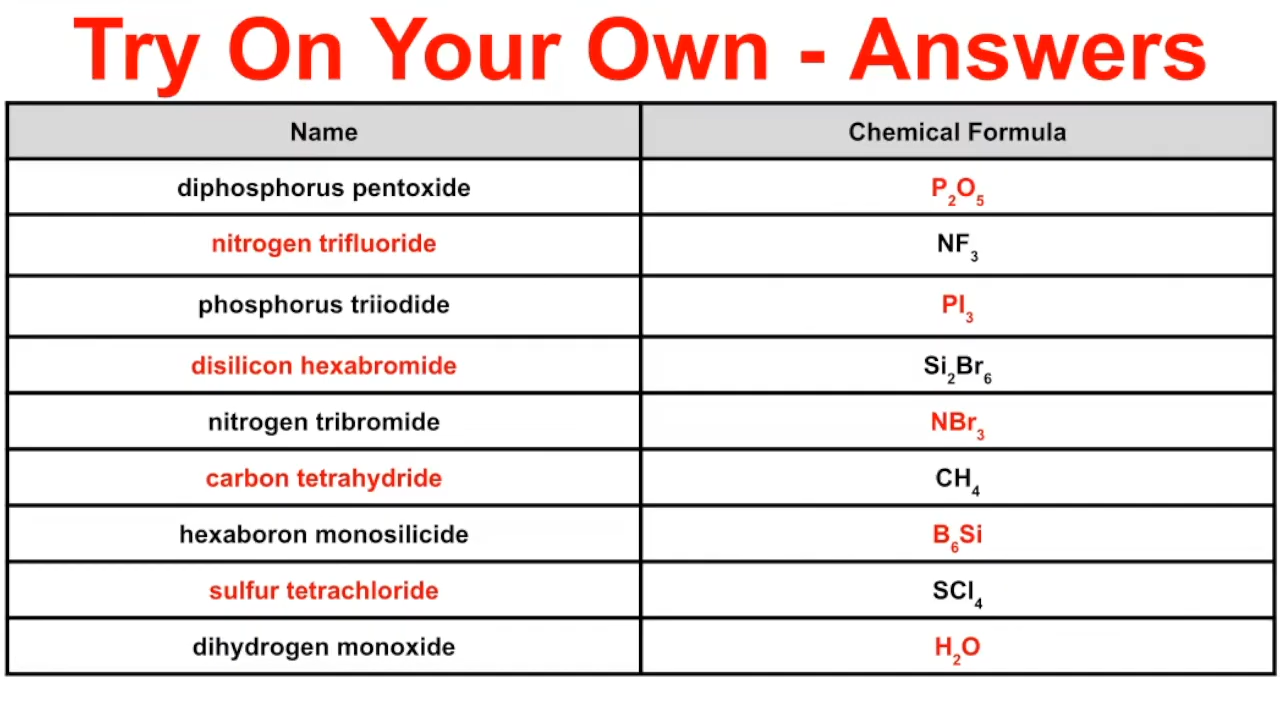 Try On Your Own - Answers
Name Chemical Formula
diphosphorus pentoxide P₂O₅
nitrogen trifluoride NF₃
phosphorus triiodide PI₃
disilicon hexabromide Si₂Br₆
nitrogen tribromide NBr₃
carbon tetrahydride CH₄
hexaboron monosilicide B₆Si
sulfur tetrachloride SCl₄
dihydrogen monoxide H₂O